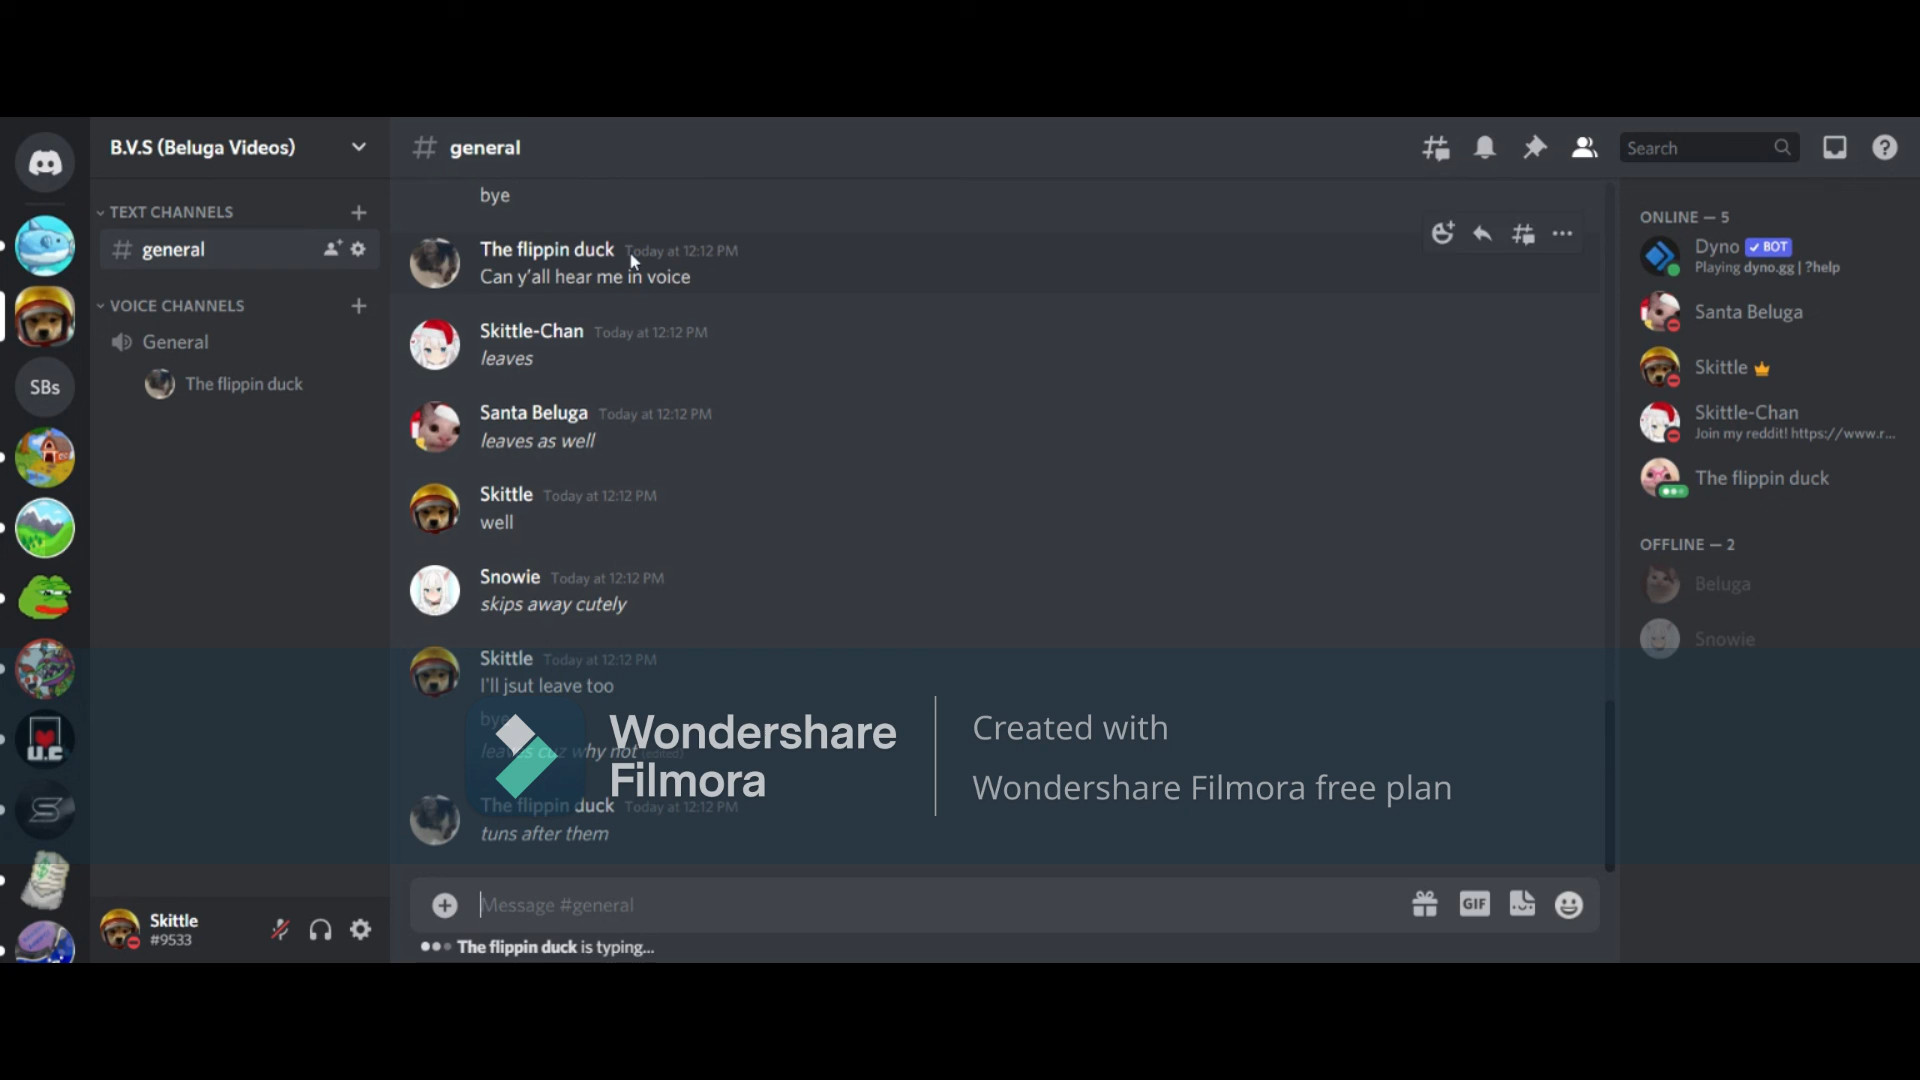 B.V.S (Beluga Videos)
general
Search
TEXT CHANNELS
general
VOICE CHANNELS
General
The flippin duck
SBs
U.C
S
Skittle
#9533
bye
The flippin duck Today at 12:12 PM
Can y'all hear me in voice
Skittle-Chan Today at 12:12 PM
leaves
Santa Beluga Today at 12:12 PM
leaves as well
Skittle Today at 12:12 PM
well
Snowie Today at 12:12 PM
skips away cutely
Skittle Today at 12:12 PM
I'll jsut leave too
bye
leaves cuz why not (edited)
The flippin duck Today at 12:12 PM
tuns after them
Wondershare
Filmora
Created with
Wondershare Filmora free plan
Message #general
GIF
The flippin duck is typing...
ONLINE — 5
Dyno BOT
Playing dyno.gg | ?help
Santa Beluga
Skittle
Skittle-Chan
Join my reddit! https://www.r...
The flippin duck
OFFLINE — 2
Beluga
Snowie